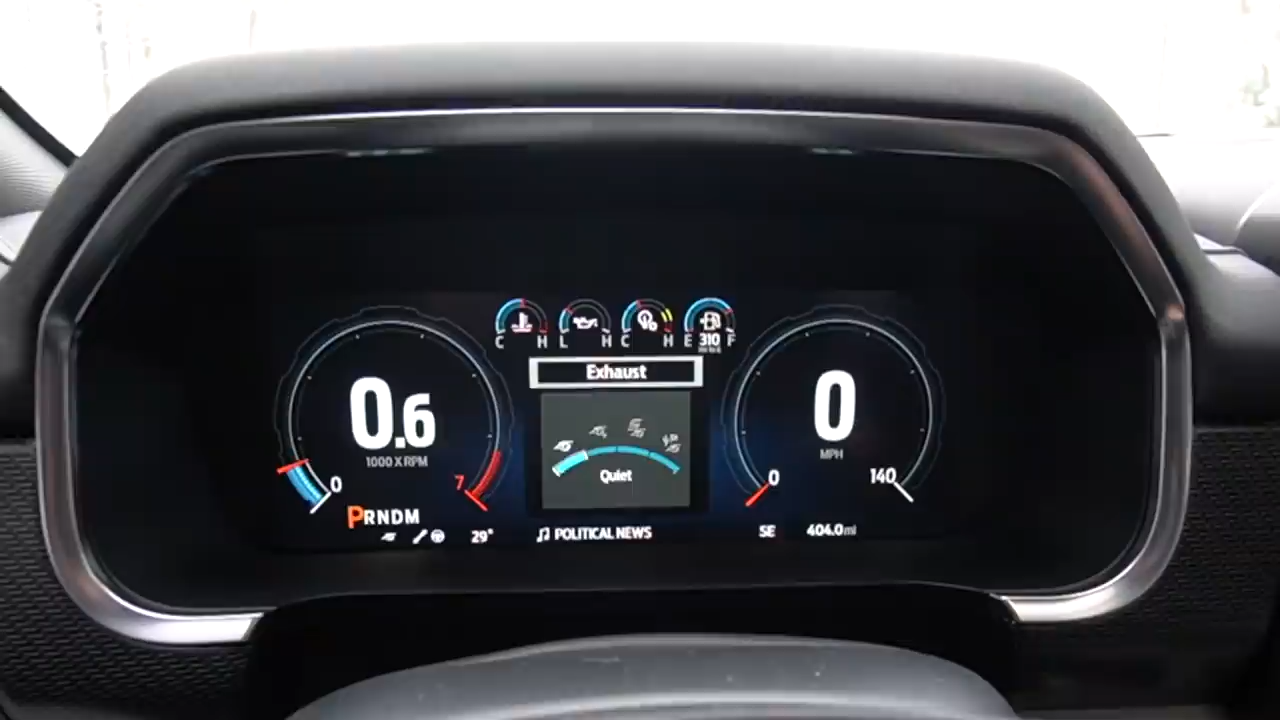 C H L H C H E 310 F
Exhaust
0.6
1000 X RPM
0 7
Quiet
0
MPH
0 140
PRNDM
29°
POLITICAL NEWS
SE
404.0mi